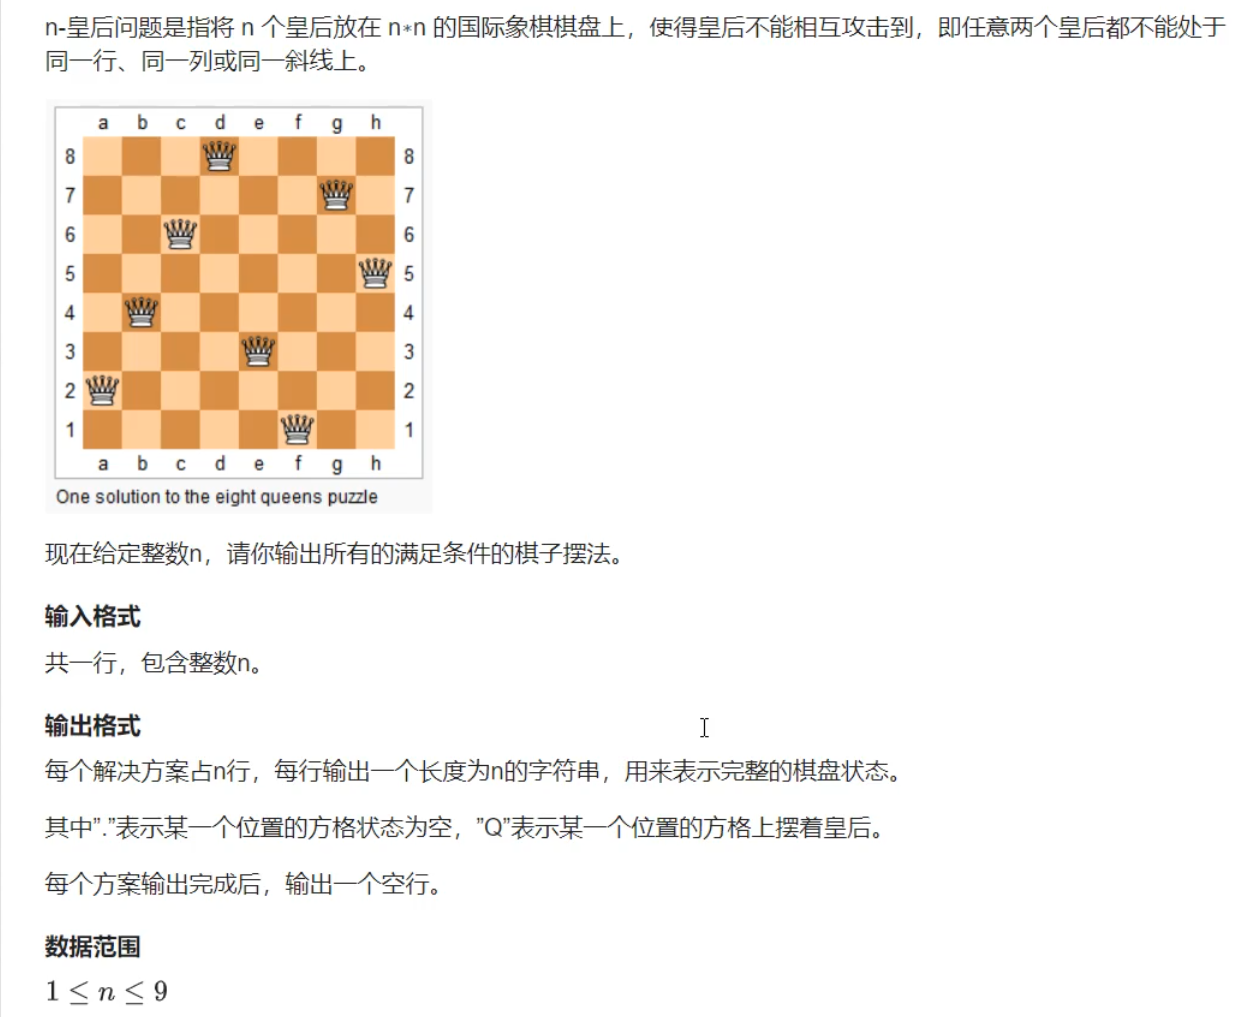 n-皇后问题是指将 n 个皇后放在 n*n 的国际象棋棋盘上，使得皇后不能相互攻击到，即任意两个皇后都不能处于
同一行、同一列或同一斜线上。
a b c d e f g h
8 8
7 7
6 6
5 5
4 4
3 3
2 2
1 1
a b c d e f g h
One solution to the eight queens puzzle
现在给定整数n，请你输出所有的满足条件的棋子摆法。
输入格式
共一行，包含整数n。
输出格式
每个解决方案占n行，每行输出一个长度为n的字符串，用来表示完整的棋盘状态。
其中”.”表示某一个位置的方格状态为空，”Q”表示某一个位置的方格上摆着皇后。
每个方案输出完成后，输出一个空行。
数据范围
1 ≤ n ≤ 9